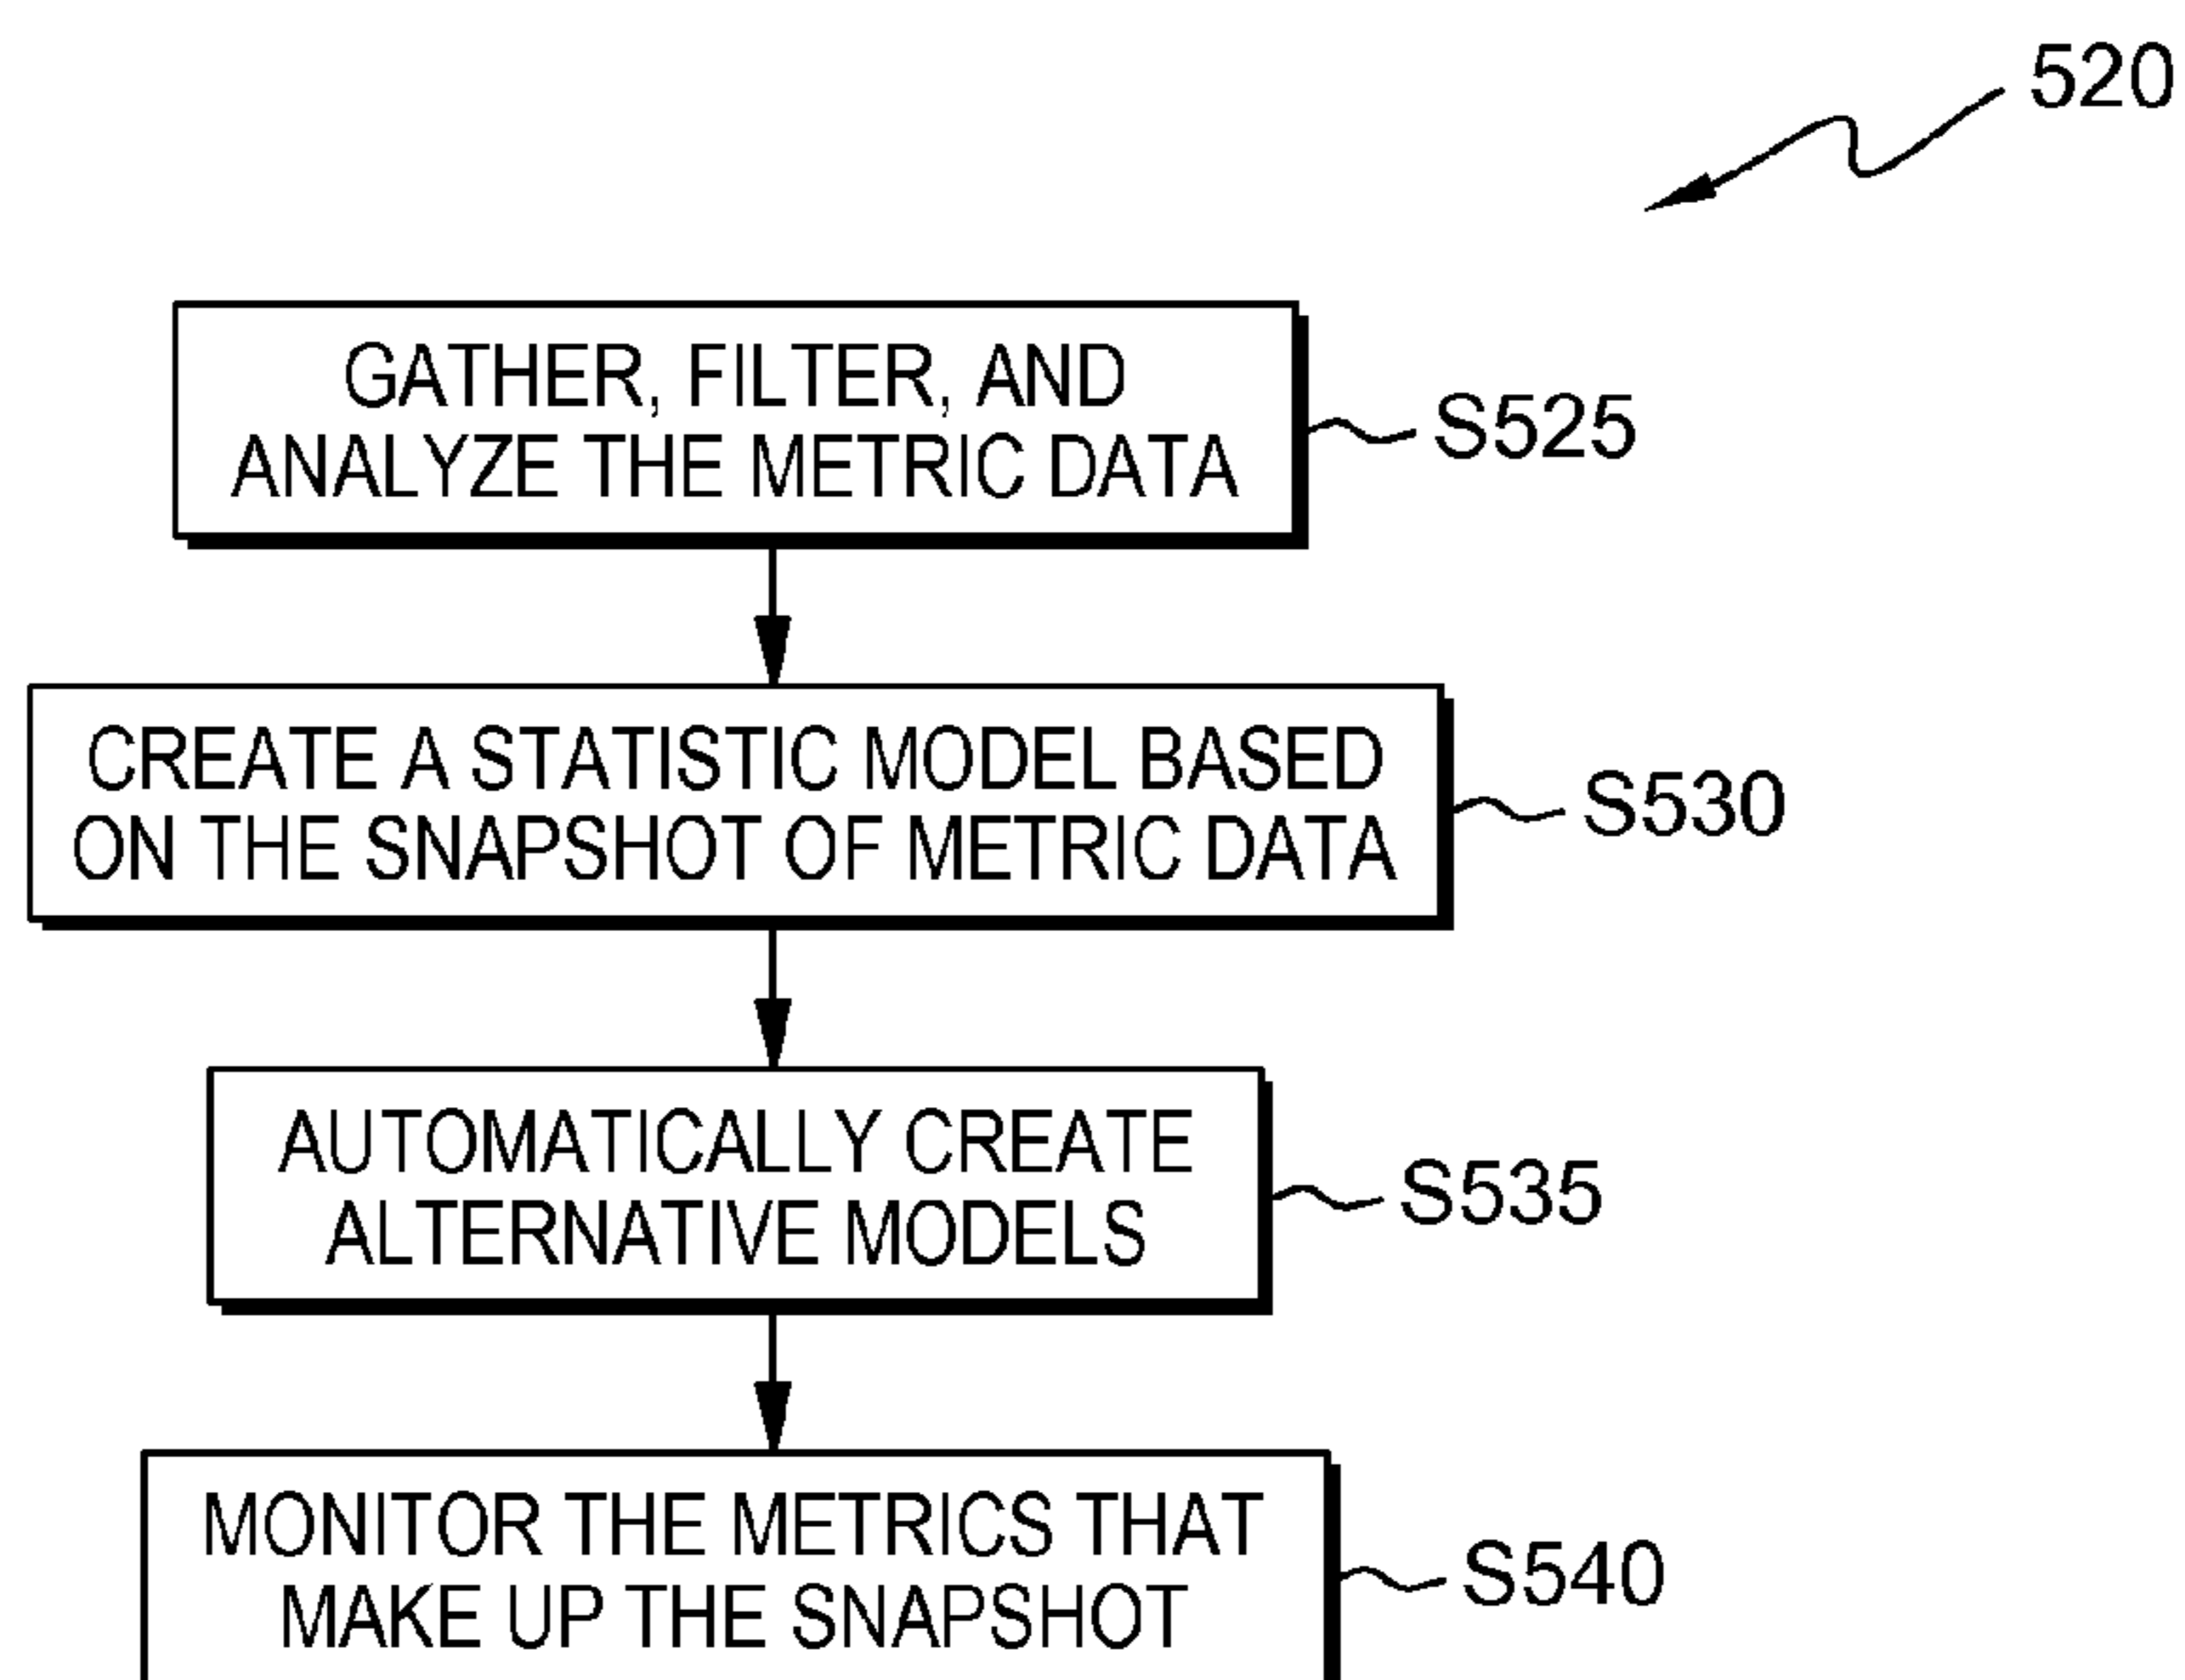 520
GATHER, FILTER, AND
ANALYZE THE METRIC DATA
S525
CREATE A STATISTIC MODEL BASED
ON THE SNAPSHOT OF METRIC DATA
S530
AUTOMATICALLY CREATE
ALTERNATIVE MODELS
S535
MONITOR THE METRICS THAT
MAKE UP THE SNAPSHOT
S540